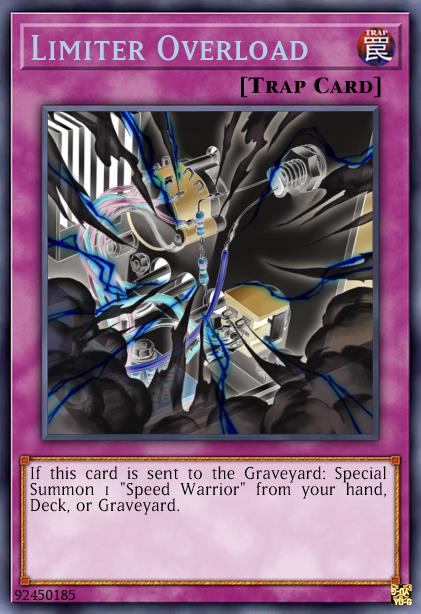 LIMITER OVERLOAD
TRAP
罠
[TRAP CARD]
If this card is sent to the Graveyard: Special
Summon 1 "Speed Warrior" from your hand,
Deck, or Graveyard.
92450185